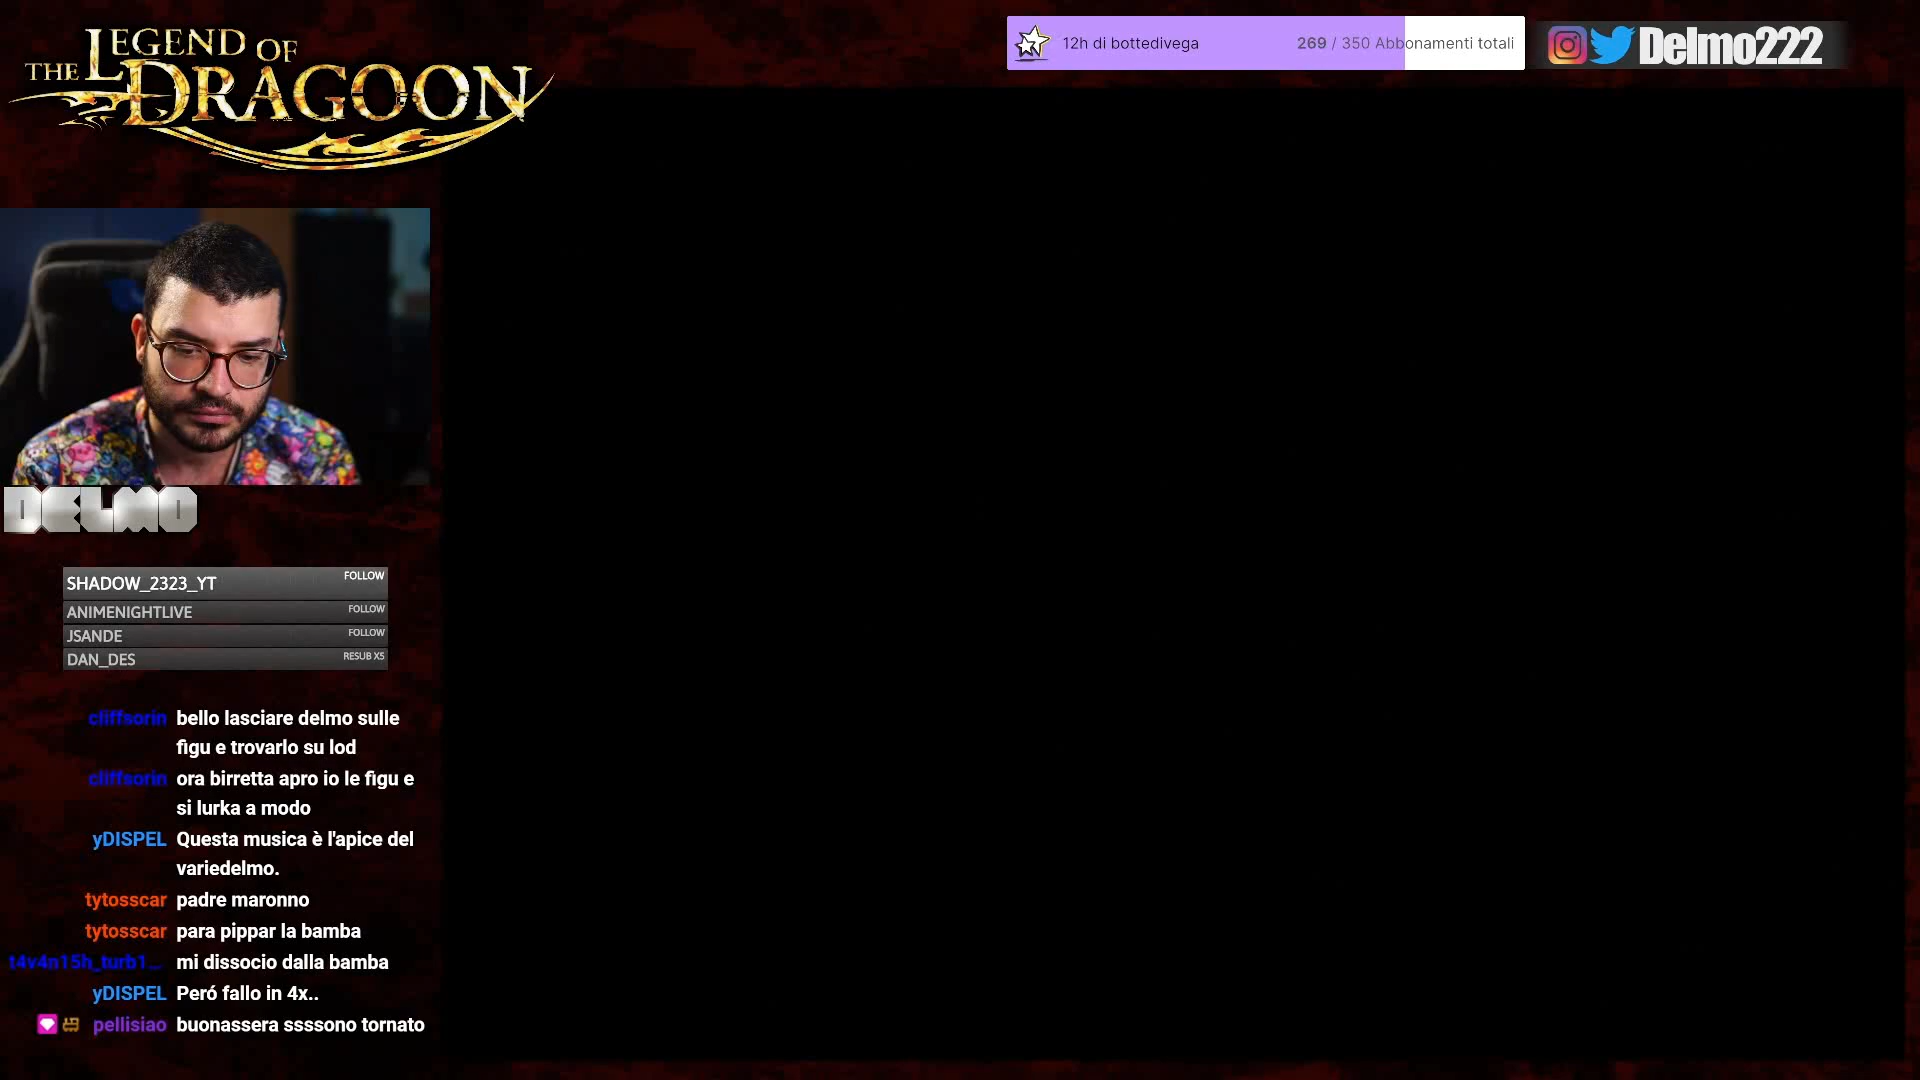 THE LEGEND OF
DRAGOON
12h di bottedivega 269 / 350 Abbonamenti totali
Delmo222
DELMO
SHADOW_2323_YT FOLLOW
ANIMENIGHTLIVE FOLLOW
JSANDE FOLLOW
DAN_DES RESUB X5
cliffsorin bello lasciare delmo sulle
figu e trovarlo su lod
cliffsorin ora birretta apro io le figu e
si lurka a modo
yDISPEL Questa musica è l'apice del
variedelmo.
tytosscar padre maronno
tytosscar para pippar la bamba
t4v4n15h_turb1... mi dissocio dalla bamba
yDISPEL Peró fallo in 4x..
pellisiao buonassera sssssono tornato